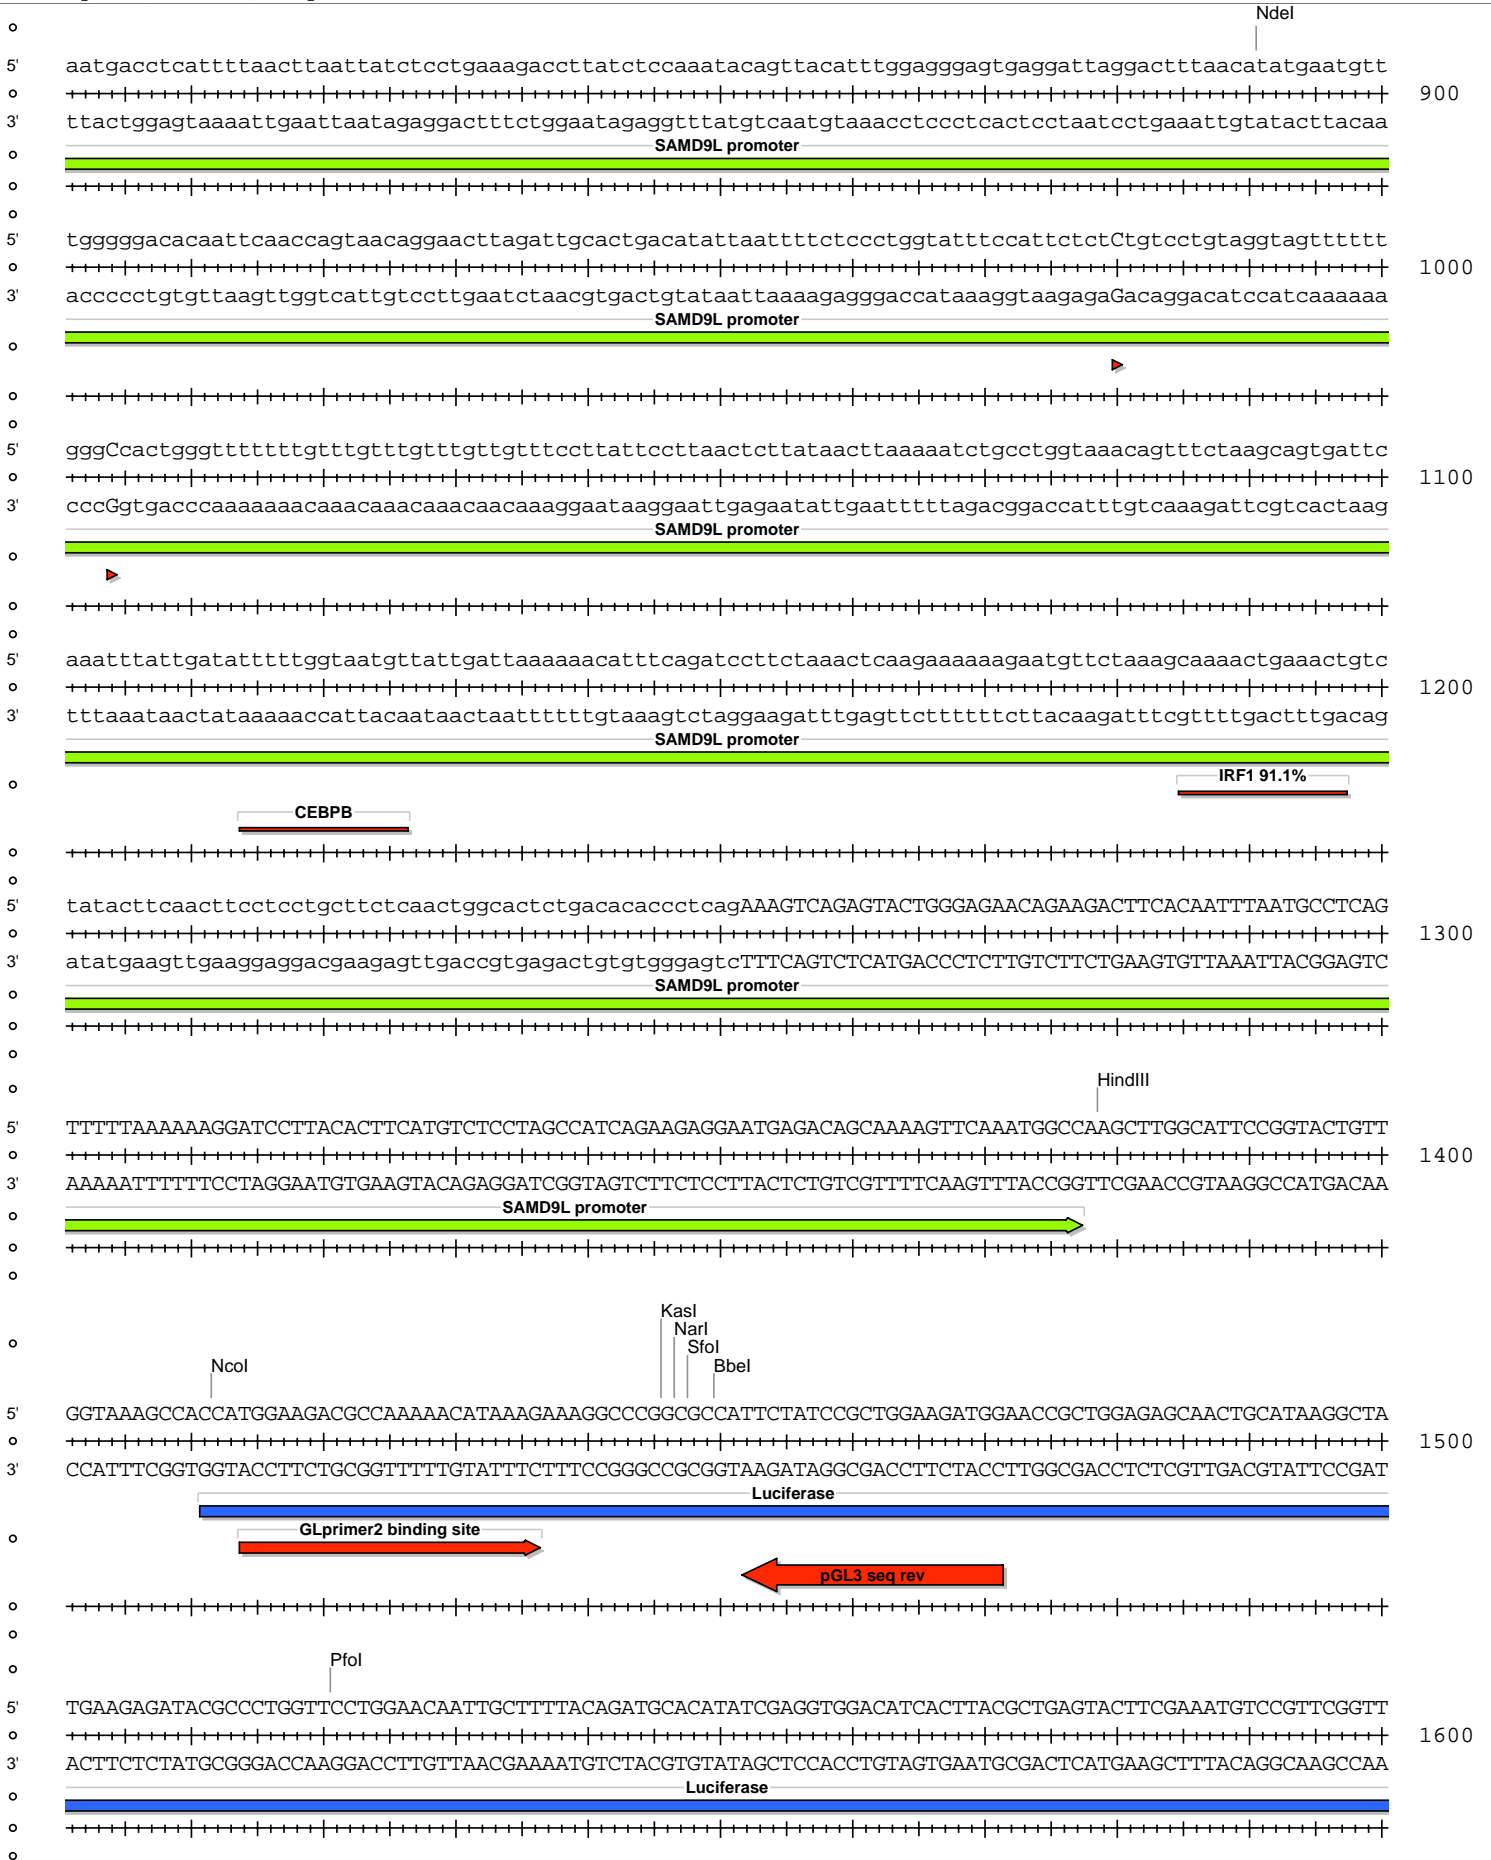 NdeI
5' aatgacctcattttaacttaattatctcctgaaagaccttatctccaaatacagttacatttggagggagtgaggattaggactttaacatatgaatgtt
900
3' ttactggagtaaaattgaattaatagaggactttctggaatagaggtttatgtcaatgtaaacctccctcactcctaatcctgaaattgtatacttacaa
SAMD9L promoter
5' tgggggacacaattcaaccagtaacaggaacttagattgcactgacatattaattttctccctggtatttccattctctCtgtcctgtaggtagtttttt
1000
3' accccctgtgttaagttggtcattgtccttgaatctaacgtgactgtataattaaaagagggaccataaaggtaagagaGacaggacatccatcaaaaaa
SAMD9L promoter
5' gggCcactgggtttttttgtttgtttgtttgttgtttccttattccttaactcttataacttaaaaatctgcctggtaaacagtttctaagcagtgattc
1100
3' cccGgtgacccaaaaaaacaaacaaacaaacaacaaaggaataaggaattgagaatattgaatttttagacggaccatttgtcaaagattcgtcactaag
SAMD9L promoter
5' aaatttattgatatttttggtaatgttattgattaaaaaacatttcagatccttctaaactcaagaaaaaagaatgttctaaagcaaaactgaaactgtc
1200
3' tttaaataactataaaaaccattacaataactaattttttgtaaagtctaggaagatttgagttcttttttcttacaagatttcgttttgactttgacag
SAMD9L promoter
IRF1 91.1%
CEBPB
5' tatacttcaacttcctcctgcttctcaactggcactctgacacaccctcagAAAGTCAGAGTACTGGGAGAACAGAAGACTTCACAATTTAATGCCTCAG
1300
3' atatgaagttgaaggaggacgaagagttgaccgtgagactgtgtgggagtcTTTCAGTCTCATGACCCTCTTGTCTTCTGAAGTGTTAAATTACGGAGTC
SAMD9L promoter
HindIII
5' TTTTTAAAAAAGGATCCTTACACTTCATGTCTCCTAGCCATCAGAAGAGGAATGAGACAGCAAAAGTTCAAATGGCCAAGCTTGGCATTCCGGTACTGTT
1400
3' AAAAATTTTTTCCTAGGAATGTGAAGTACAGAGGATCGGTAGTCTTCTCCTTACTCTGTCGTTTTCAAGTTTACCGGTTCGAACCGTAAGGCCATGACAA
SAMD9L promoter
KasI
NarI
SfoI
NcoI
BbeI
5' GGTAAAGCCACCATGGAAGACGCCAAAAACATAAAGAAAGGCCCGGCGCCATTCTATCCGCTGGAAGATGGAACCGCTGGAGAGCAACTGCATAAGGCTA
1500
3' CCATTTCGGTGGTACCTTCTGCGGTTTTTGTATTTCTTTCCGGGCCGCGGTAAGATAGGCGACCTTCTACCTTGGCGACCTCTCGTTGACGTATTCCGAT
Luciferase
GLprimer2 binding site
pGL3 seq rev
PfoI
5' TGAAGAGATACGCCCTGGTTCCTGGAACAATTGCTTTTACAGATGCACATATCGAGGTGGACATCACTTACGCTGAGTACTTCGAAATGTCCGTTCGGTT
1600
3' ACTTCTCTATGCGGGACCAAGGACCTTGTTAACGAAAATGTCTACGTGTATAGCTCCACCTGTAGTGAATGCGACTCATGAAGCTTTACAGGCAAGCCAA
Luciferase